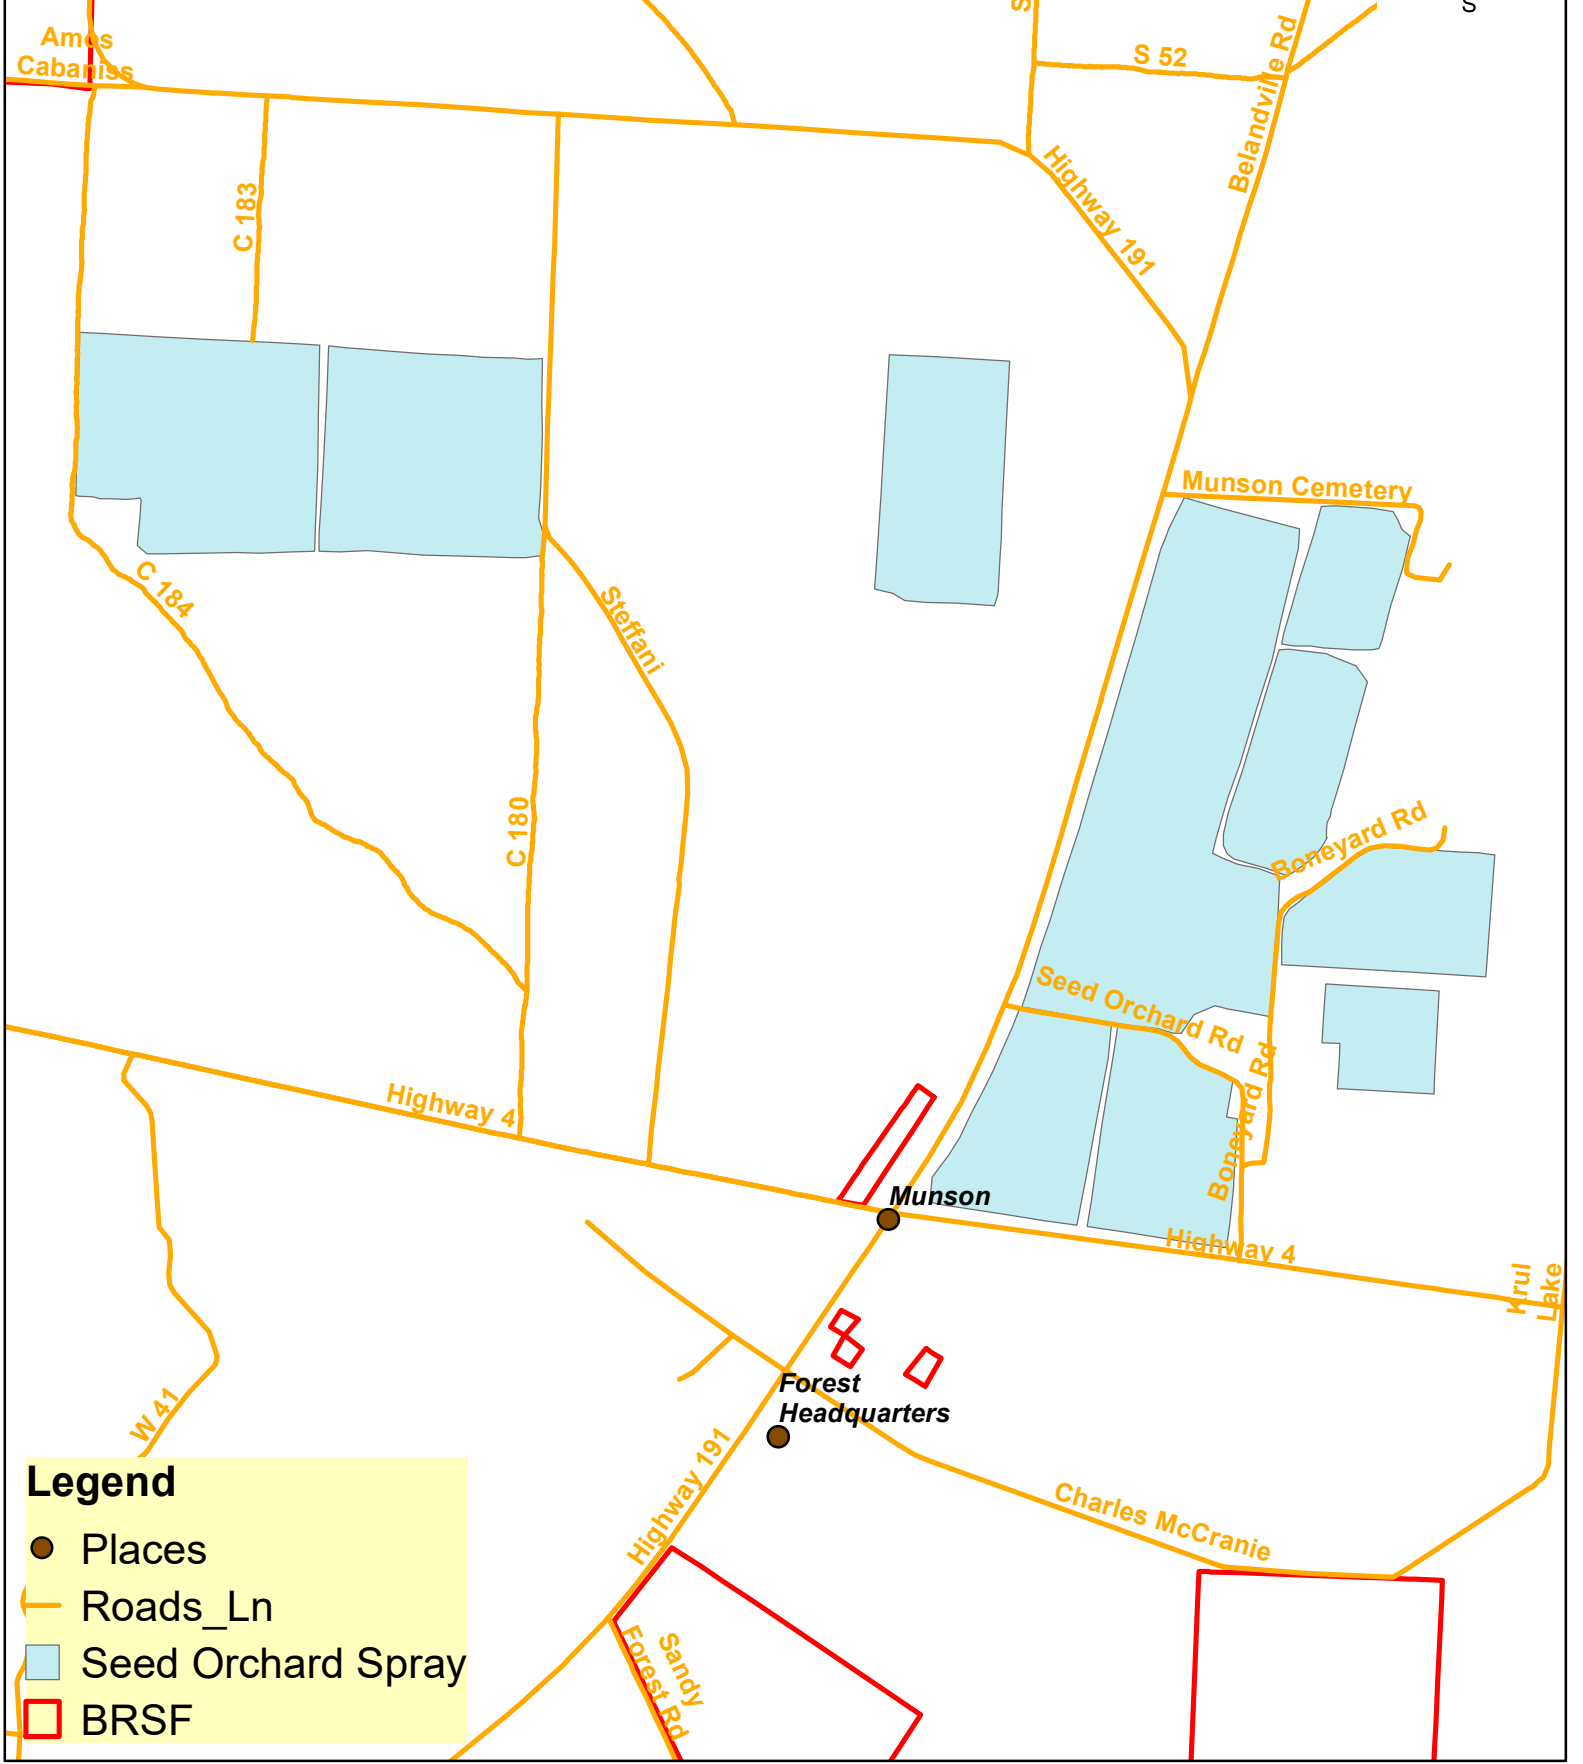 S
S
Amos
Cabaniss
S 52
Belandville Rd
Highway 191
C 183
Munson Cemetery
C 184
Steffani
C 180
Boneyard Rd
Seed Orchard Rd
Boneyard Rd
Highway 4
Munson
Highway 4
Krul
Lake
Forest
Headquarters
W 41
Highway 191
Charles McCranie
Sandy
Forest Rd
Legend
Places
Roads_Ln
Seed Orchard Spray
BRSF